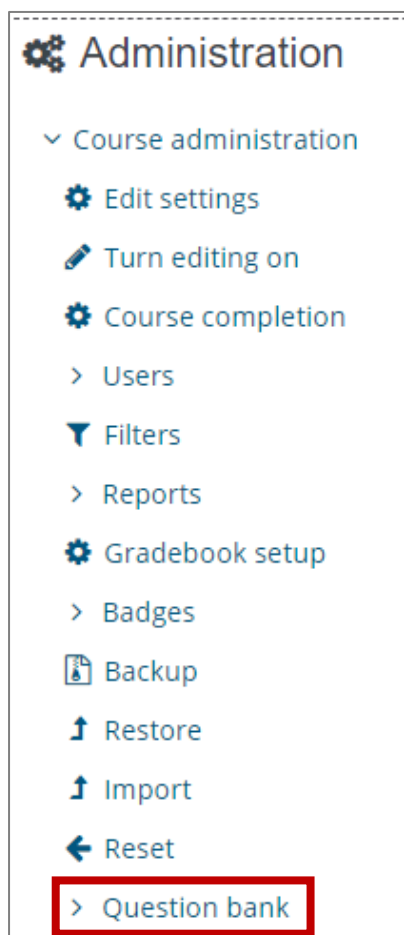 Administration
Course administration
Edit settings
Turn editing on
Course completion
Users
Filters
Reports
Gradebook setup
Badges
Backup
Restore
Import
Reset
Question bank